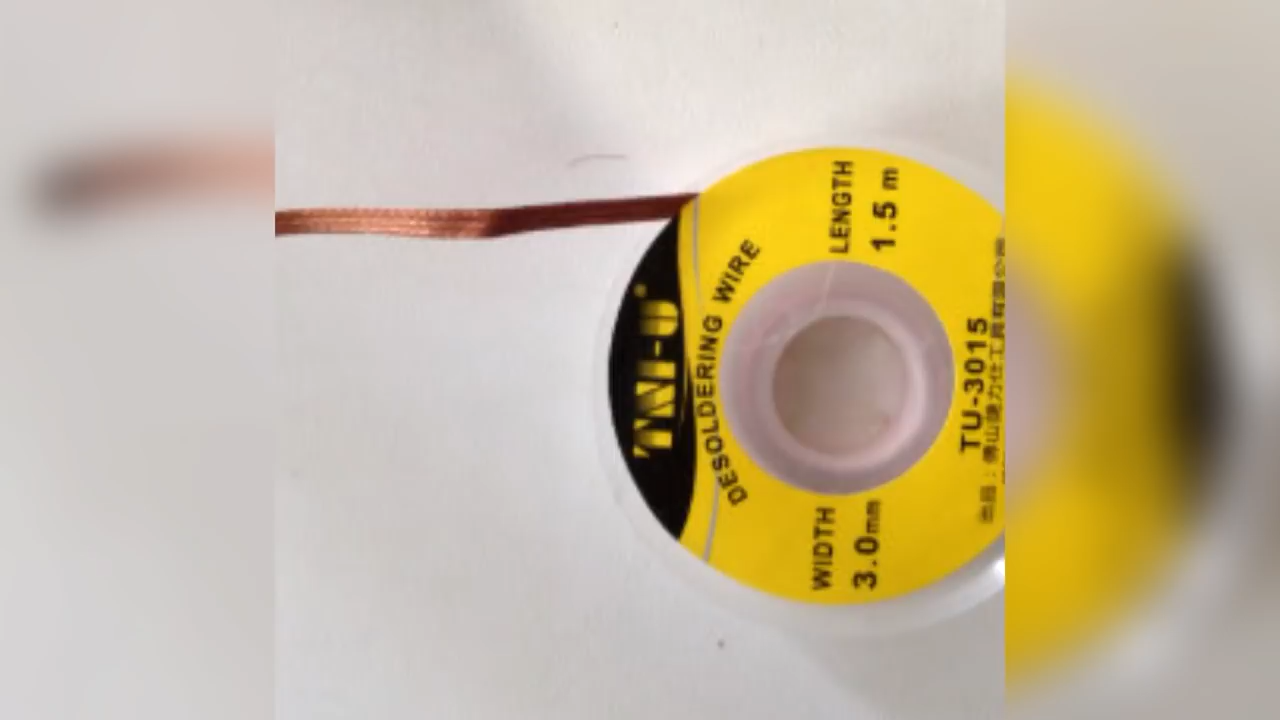 TNI-U
DESOLDERING WIRE
WIDTH
3.0mm
LENGTH
1.5 m
TU-3015